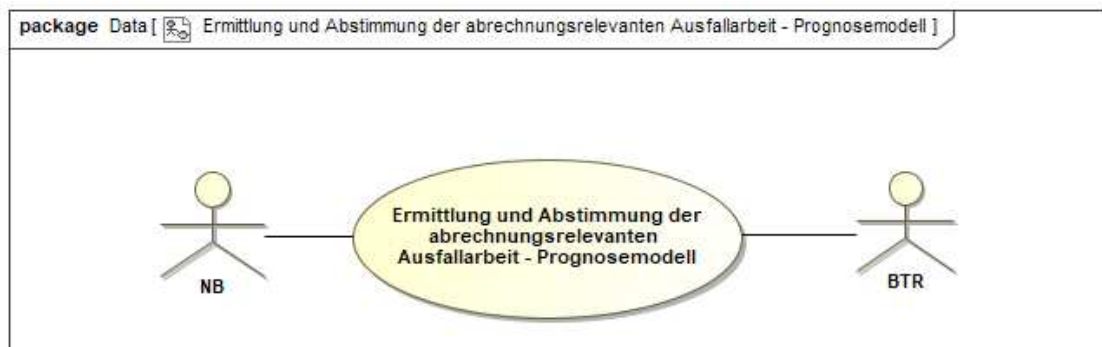 package Data [ Ermittlung und Abstimmung der abrechnungsrelevanten Ausfallarbeit - Prognosemodell ]
Ermittlung und Abstimmung der
abrechnungsrelevanten
Ausfallarbeit - Prognosemodell
NB
BTR